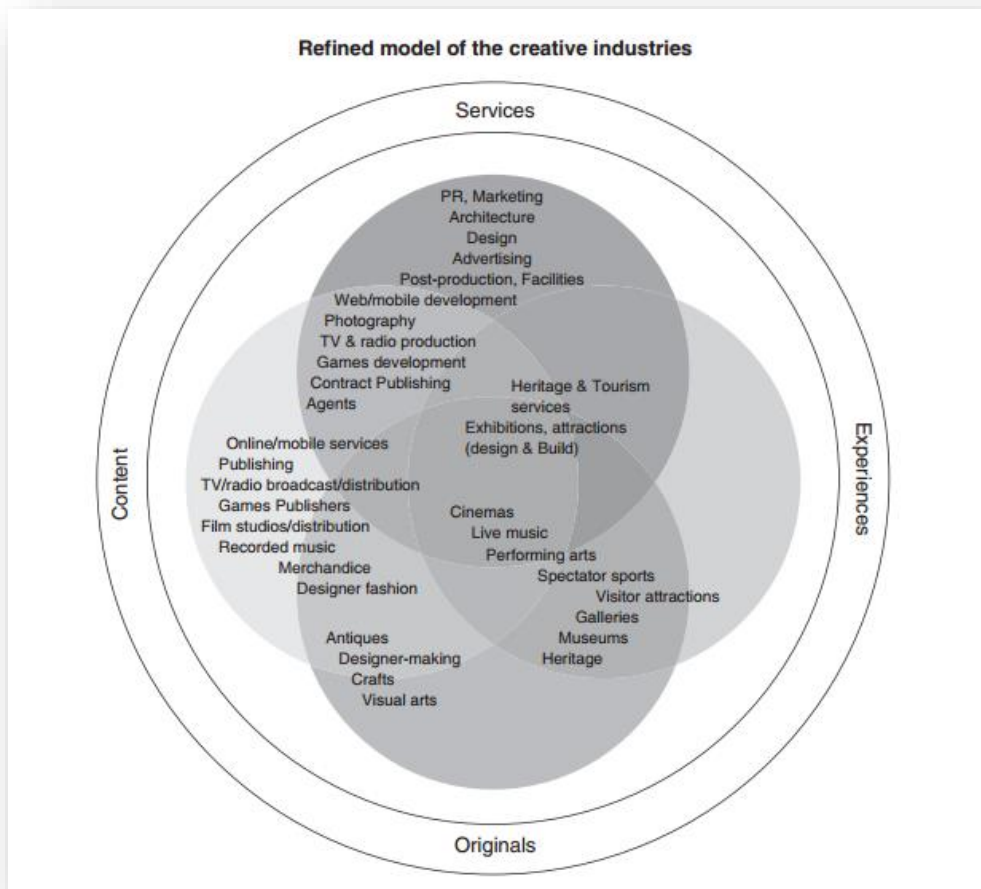 Refined model of the creative industries
Services
PR, Marketing
Architecture
Design
Advertising
Post-production, Facilities
Web/mobile development
Photography
TV & radio production
Games development
Contract Publishing
Agents
Heritage & Tourism
services
Exhibitions, attractions
(design & Build)
Content
Experiences
Online/mobile services
Publishing
TV/radio broadcast/distribution
Games Publishers
Film studios/distribution
Recorded music
Merchandice
Designer fashion
Cinemas
Live music
Performing arts
Spectator sports
Visitor attractions
Galleries
Museums
Heritage
Antiques
Designer-making
Crafts
Visual arts
Originals